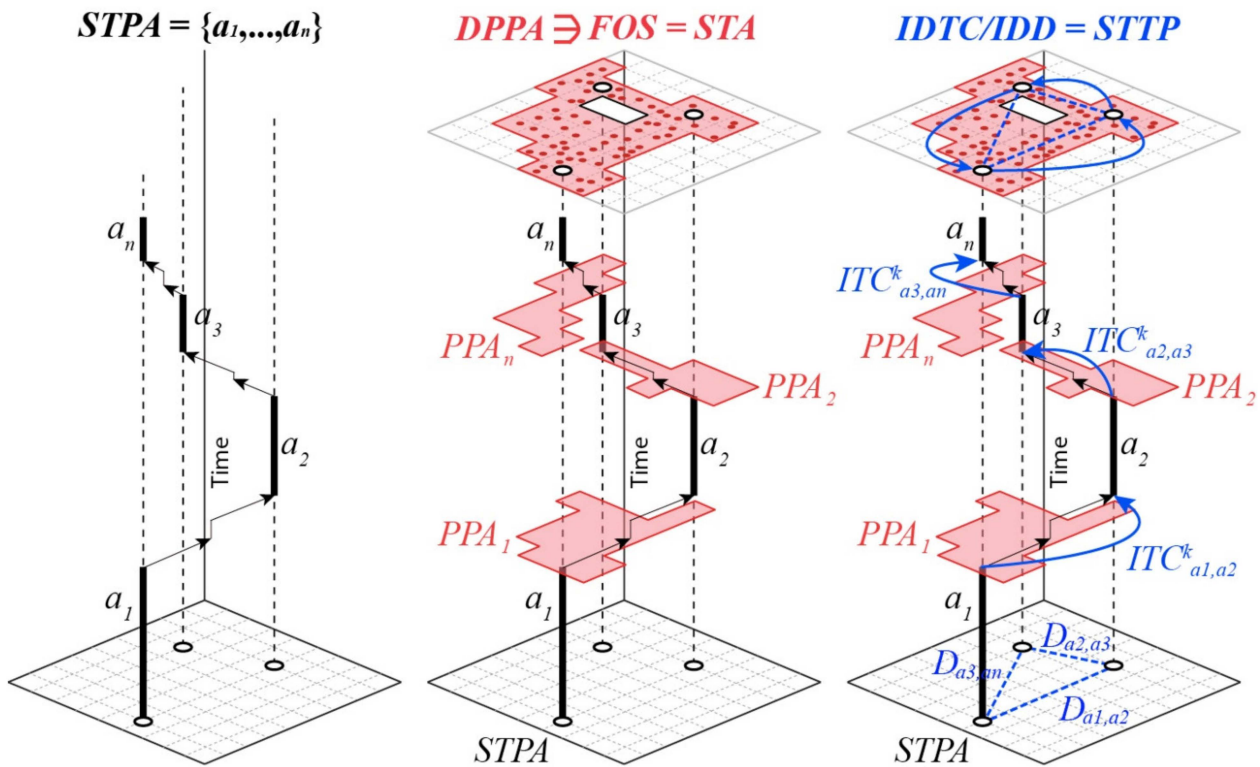 STPA = {a₁,...,aₙ}
aₙ
a₃
a₂
Time
a₁
DPPA ∋ FOS = STA
aₙ
a₃
PPAₙ
PPA₂
a₂
Time
PPA₁
a₁
STPA
IDTC/IDD = STTP
aₙ
ITCᵏa3,an
a₃
ITCᵏa2,a3
PPAₙ
PPA₂
a₂
Time
PPA₁
ITCᵏa1,a2
a₁
Da2,a3
Da3,an
Da1,a2
STPA